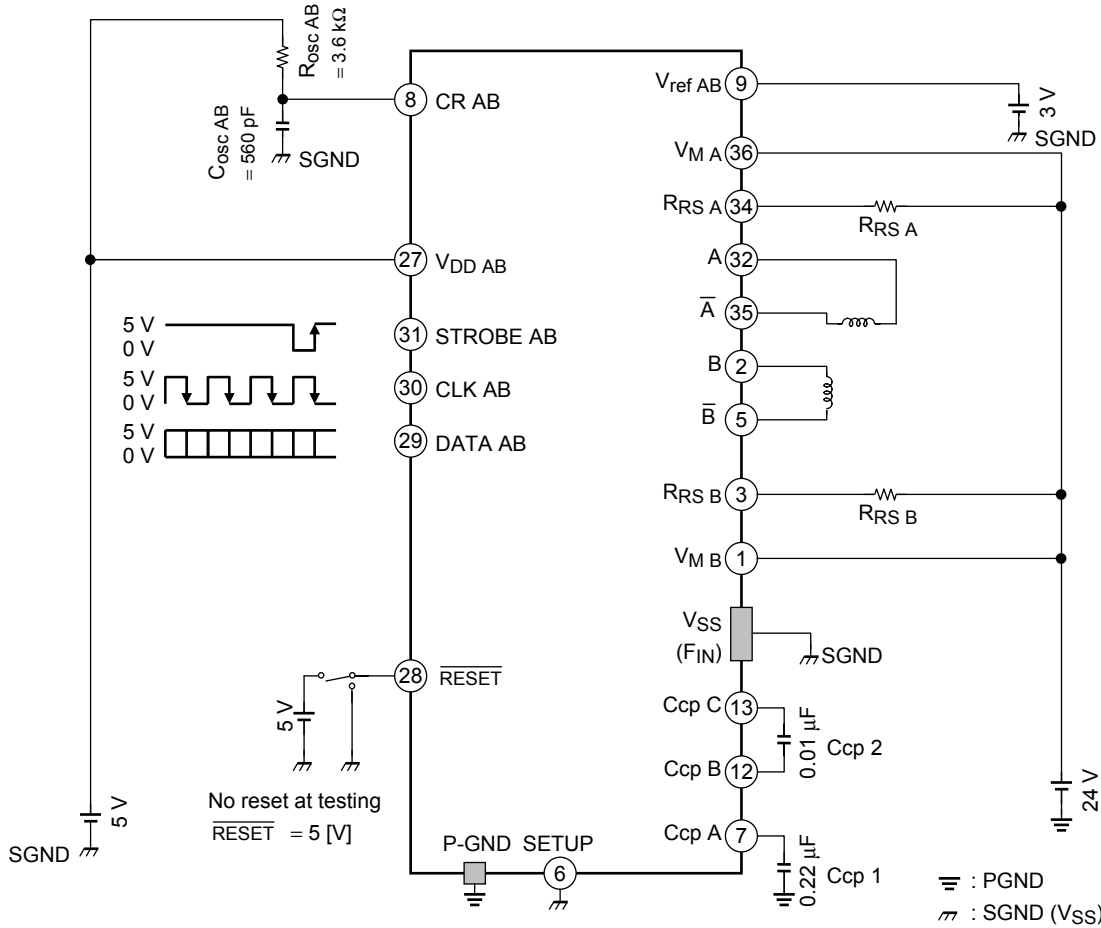 Rosc AB
= 3.6 kΩ
Cosc AB
= 560 pF
SGND
8 CR AB
27 VDD AB
5 V
0 V
31 STROBE AB
5 V
0 V
30 CLK AB
5 V
0 V
29 DATA AB
28 RESET
5 V
No reset at testing
RESET = 5 [V]
5 V
SGND
P-GND SETUP
6
Vref AB 9
3 V
SGND
VM A 36
RRS A 34
RRS A
A 32
A 35
B 2
B 5
RRS B 3
RRS B
VM B 1
VSS
(FIN)
SGND
Ccp C 13
0.01 µF
Ccp 2
Ccp B 12
Ccp A 7
0.22 µF
Ccp 1
24 V
: PGND
: SGND (VSS)